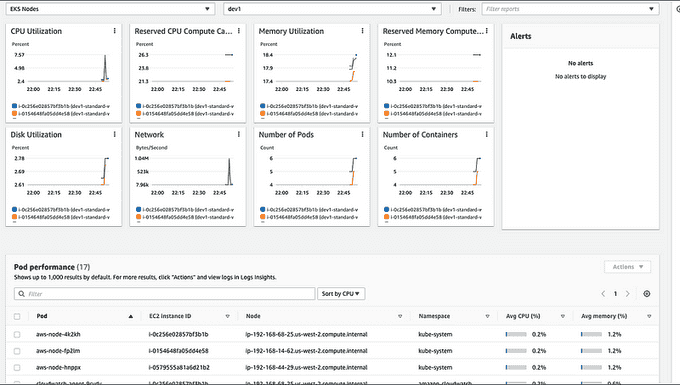 EKS Nodes
dev1
Filters:
Filter reports
CPU Utilization
Percent
7.57
4.98
2.4
22:00 22:15 22:30 22:45
i-0c256e02857bf3b1b (dev1-standard-v
i-0154648fa05dd4e58 (dev1-standard-v
Reserved CPU Compute Ca...
Percent
26.3
23.8
21.3
22:00 22:15 22:30 22:45
i-0c256e02857bf3b1b (dev1-standard-v
i-0154648fa05dd4e58 (dev1-standard-v
Memory Utilization
Percent
18.4
17.9
17.4
22:00 22:15 22:30 22:45
i-0c256e02857bf3b1b (dev1-standard-v
i-0154648fa05dd4e58 (dev1-standard-v
Reserved Memory Compute...
Percent
12.1
11.2
10.3
22:00 22:15 22:30 22:45
i-0c256e02857bf3b1b (dev1-standard-v
i-0154648fa05dd4e58 (dev1-standard-v
Alerts
No alerts
No alerts to display
Disk Utilization
Percent
2.78
2.69
2.61
22:00 22:15 22:30 22:45
i-0c256e02857bf3b1b (dev1-standard-v
i-0154648fa05dd4e58 (dev1-standard-v
Network
Bytes/Second
1.04M
523k
7.96k
22:00 22:15 22:30 22:45
i-0c256e02857bf3b1b (dev1-standard-v
i-0154648fa05dd4e58 (dev1-standard-v
Number of Pods
Count
6
5
4
22:00 22:15 22:30 22:45
i-0c256e02857bf3b1b (dev1-standard-v
i-0154648fa05dd4e58 (dev1-standard-v
Number of Containers
Count
6
5
4
22:00 22:15 22:30 22:45
i-0c256e02857bf3b1b (dev1-standard-v
i-0154648fa05dd4e58 (dev1-standard-v
Pod performance (17)
Shows up to 1,000 results by default. For more results, click "Actions" and view logs in Logs Insights.
Actions
Filter
Sort by CPU
1
Pod EC2 Instance ID Node Namespace Avg CPU (%) Avg memory (%)
aws-node-4k2kh i-0c256e02857bf3b1b ip-192-168-68-25.us-west-2.compute.internal kube-system 0.2% 1.2%
aws-node-fp2lm i-0154648fa05dd4e58 ip-192-168-14-62.us-west-2.compute.internal kube-system 0.2% 1.2%
aws-node-hnppx i-0579555a81a6d21b2 ip-192-168-44-29.us-west-2.compute.internal kube-system 0.2% 1.2%